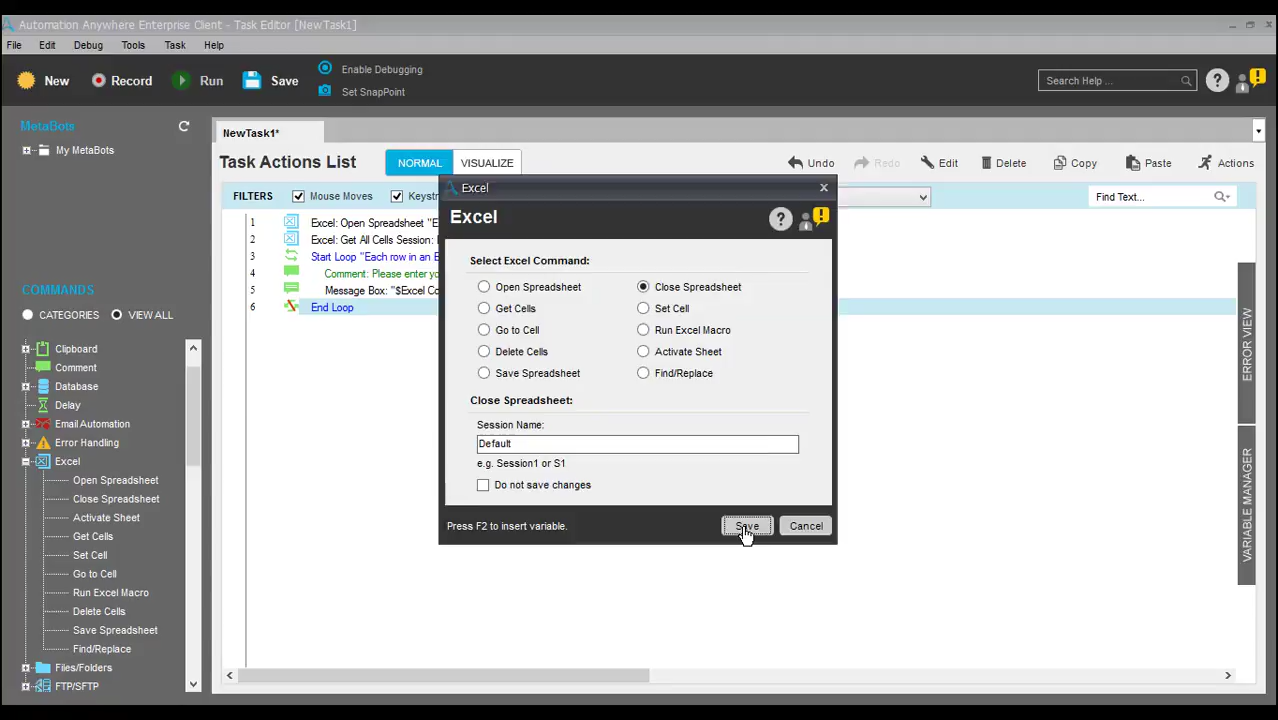 Automation Anywhere Enterprise Client - Task Editor [NewTask1]
File Edit Debug Tools Task Help
New Record Run Save
Enable Debugging
Set SnapPoint
Search Help ...
MetaBots
My MetaBots
NewTask1*
Task Actions List
NORMAL VISUALIZE
Undo Redo Edit Delete Copy Paste Actions
FILTERS Mouse Moves
Find Text...
1 Excel: Open Spreadsheet
2 Excel: Get All Cells Session:
3 Start Loop "Each row in an
4 Comment: Please enter
5 Message Box: "$Excel
6 End Loop
COMMANDS
CATEGORIES VIEW ALL
Clipboard
Comment
Database
Delay
Email Automation
Error Handling
Excel
Open Spreadsheet
Close Spreadsheet
Activate Sheet
Get Cells
Set Cell
Go to Cell
Run Excel Macro
Delete Cells
Save Spreadsheet
Find/Replace
Files/Folders
FTP/SFTP
Excel
Excel
Select Excel Command:
Open Spreadsheet Close Spreadsheet
Get Cells Set Cell
Go to Cell Run Excel Macro
Delete Cells Activate Sheet
Save Spreadsheet Find/Replace
Close Spreadsheet:
Session Name:
Default
e.g. Session1 or S1
Do not save changes
Press F2 to insert variable.
Save Cancel
ERROR VIEW
VARIABLE MANAGER